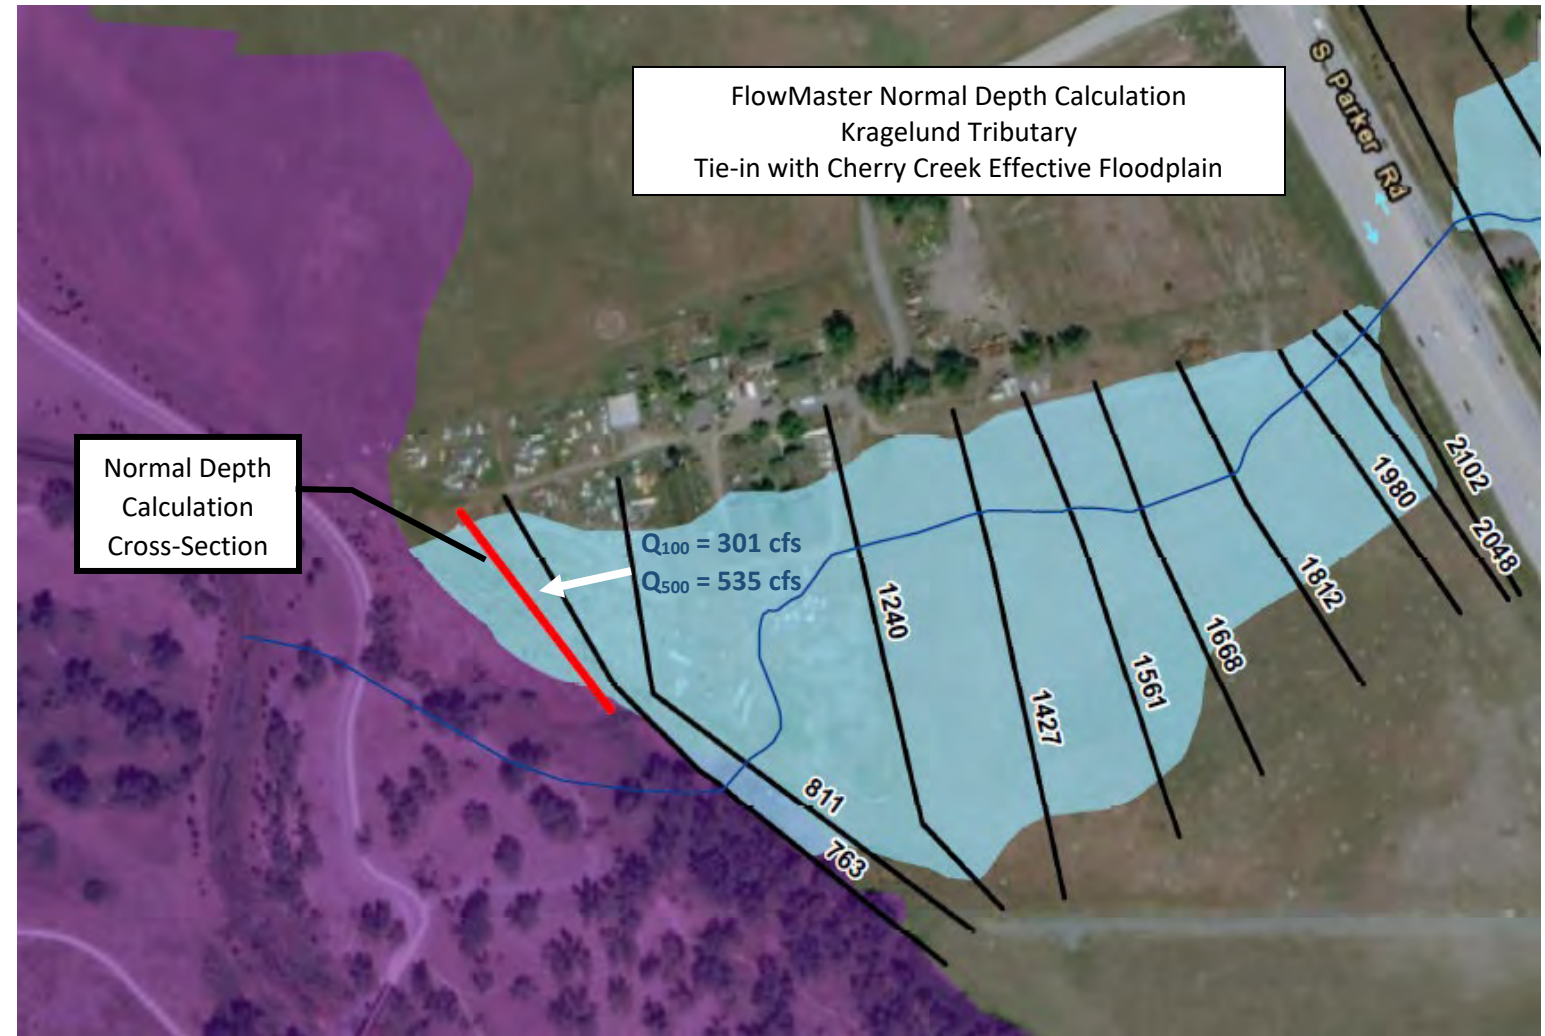 FlowMaster Normal Depth Calculation
Kragelund Tributary
Tie-in with Cherry Creek Effective Floodplain
S Parker Rd
Normal Depth
Calculation
Cross-Section
Q100 = 301 cfs
Q500 = 535 cfs
2102
1980
2048
1812
1240
1668
1561
1427
811
763